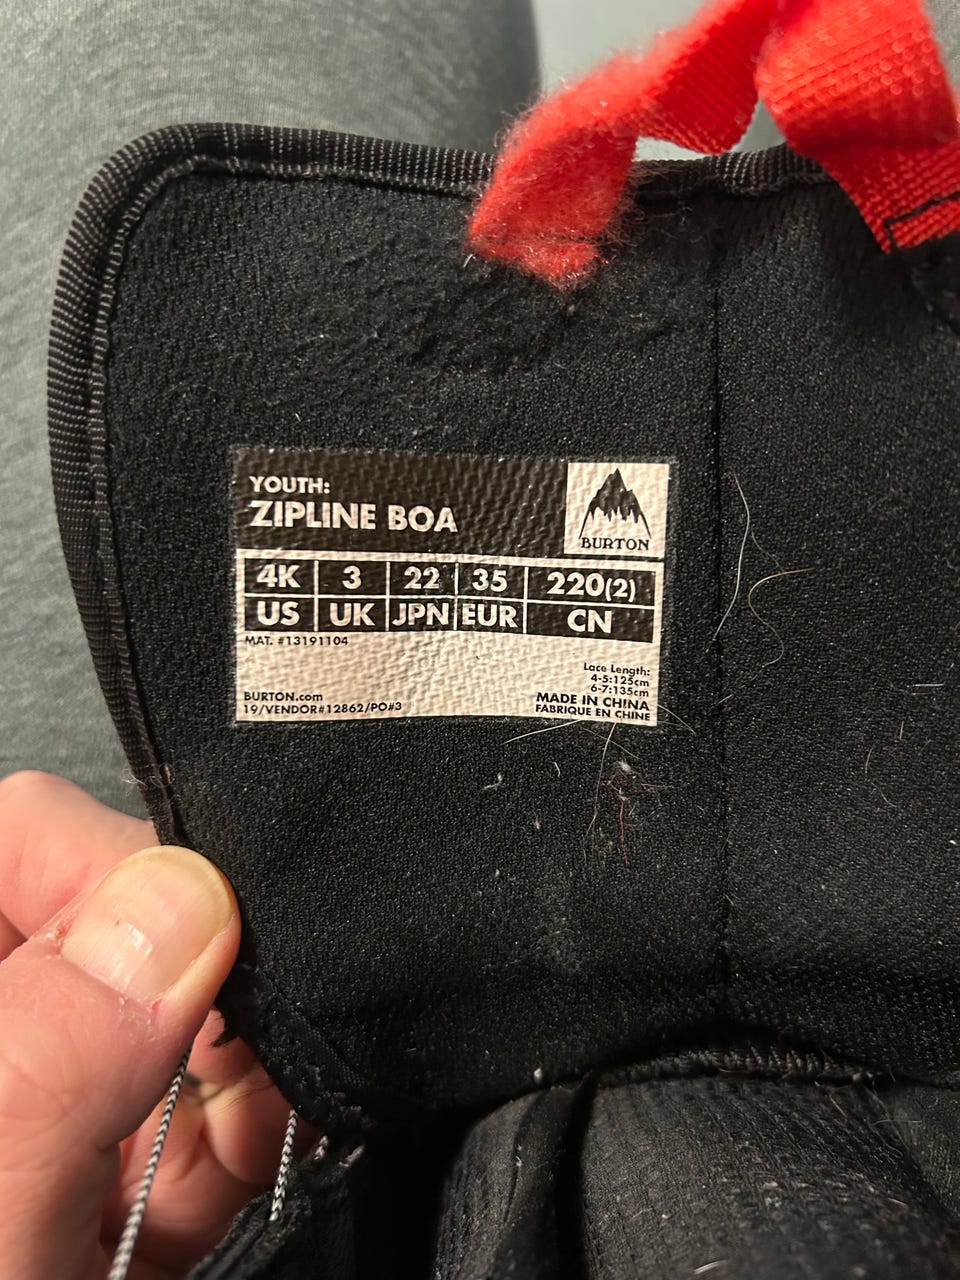 YOUTH:
ZIPLINE BOA
BURTON
4K 3 22 35 220(2)
US UK JPN EUR CN
MAT. #13191104
Lace Length:
4-5:125cm
6-7:135cm
BURTON.com
MADE IN CHINA
19/VENDOR#12862/PO#3
FABRIQUE EN CHINE